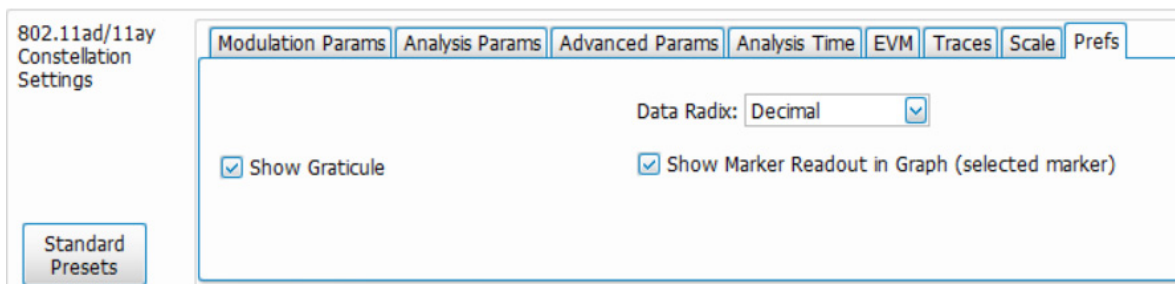 802.11ad/11ay
Constellation
Settings
Modulation Params Analysis Params Advanced Params Analysis Time EVM Traces Scale Prefs
Data Radix: Decimal
Show Graticule Show Marker Readout in Graph (selected marker)
Standard
Presets